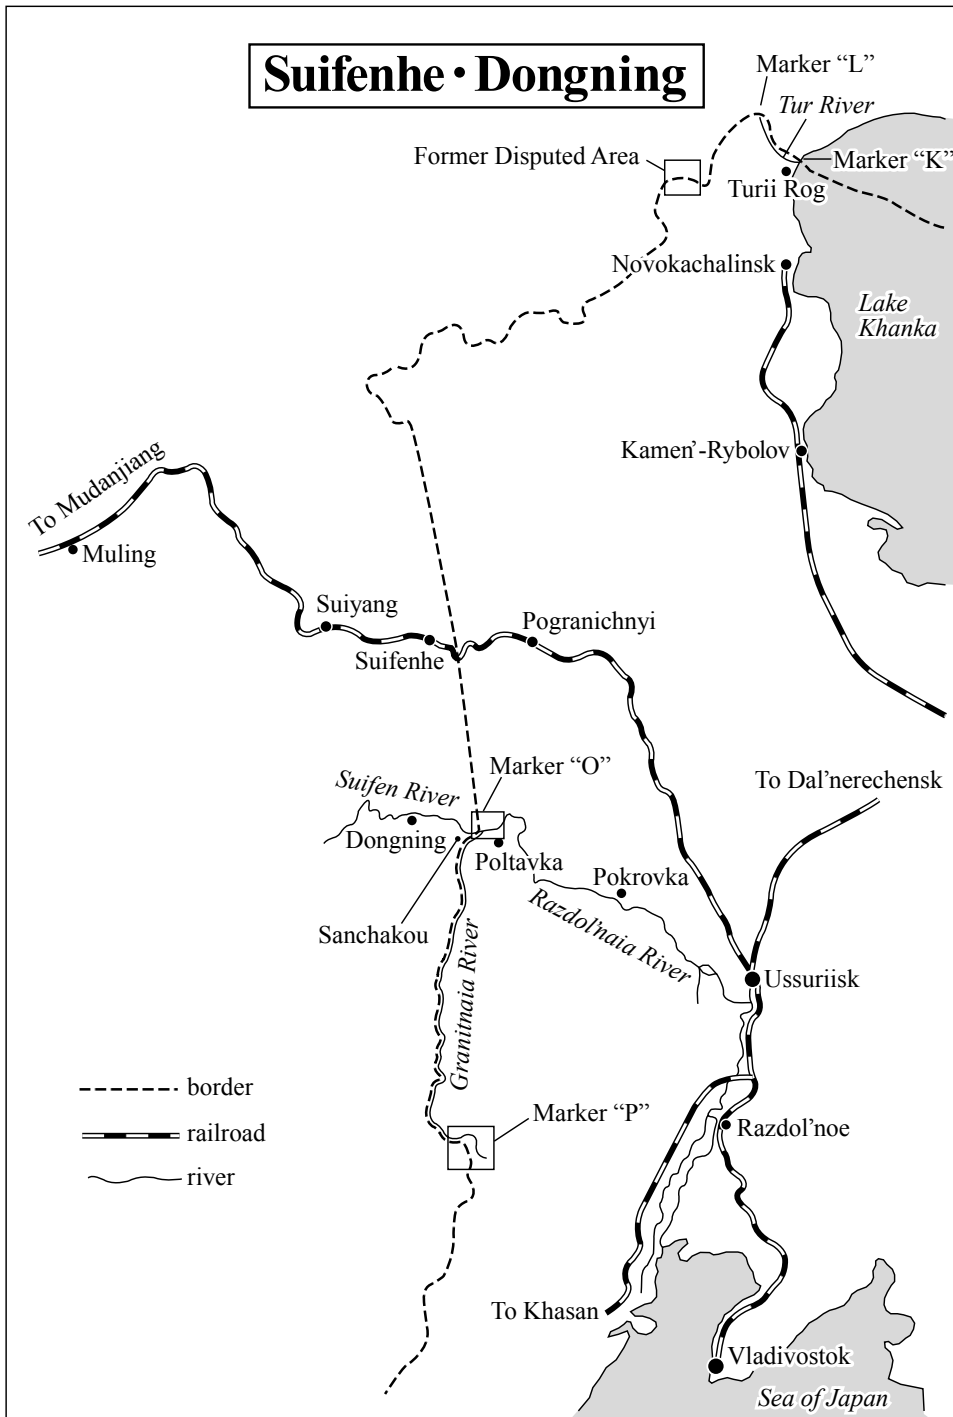 Suifenhe · Dongning
Marker “L”
Tur River
Former Disputed Area
Marker “K”
Turii Rog
Novokachalinsk
Lake
Khanka
Kamen’-Rybolov
To Mudanjiang
Muling
Suiyang
Pogranichnyi
Suifenhe
Marker “O”
To Dal’nerechensk
Suifen River
Dongning
Poltavka
Pokrovka
Sanchakou
Razdol’naia River
Ussuriisk
Granitnaia River
border
Marker “P”
railroad
Razdol’noe
river
To Khasan
Vladivostok
Sea of Japan